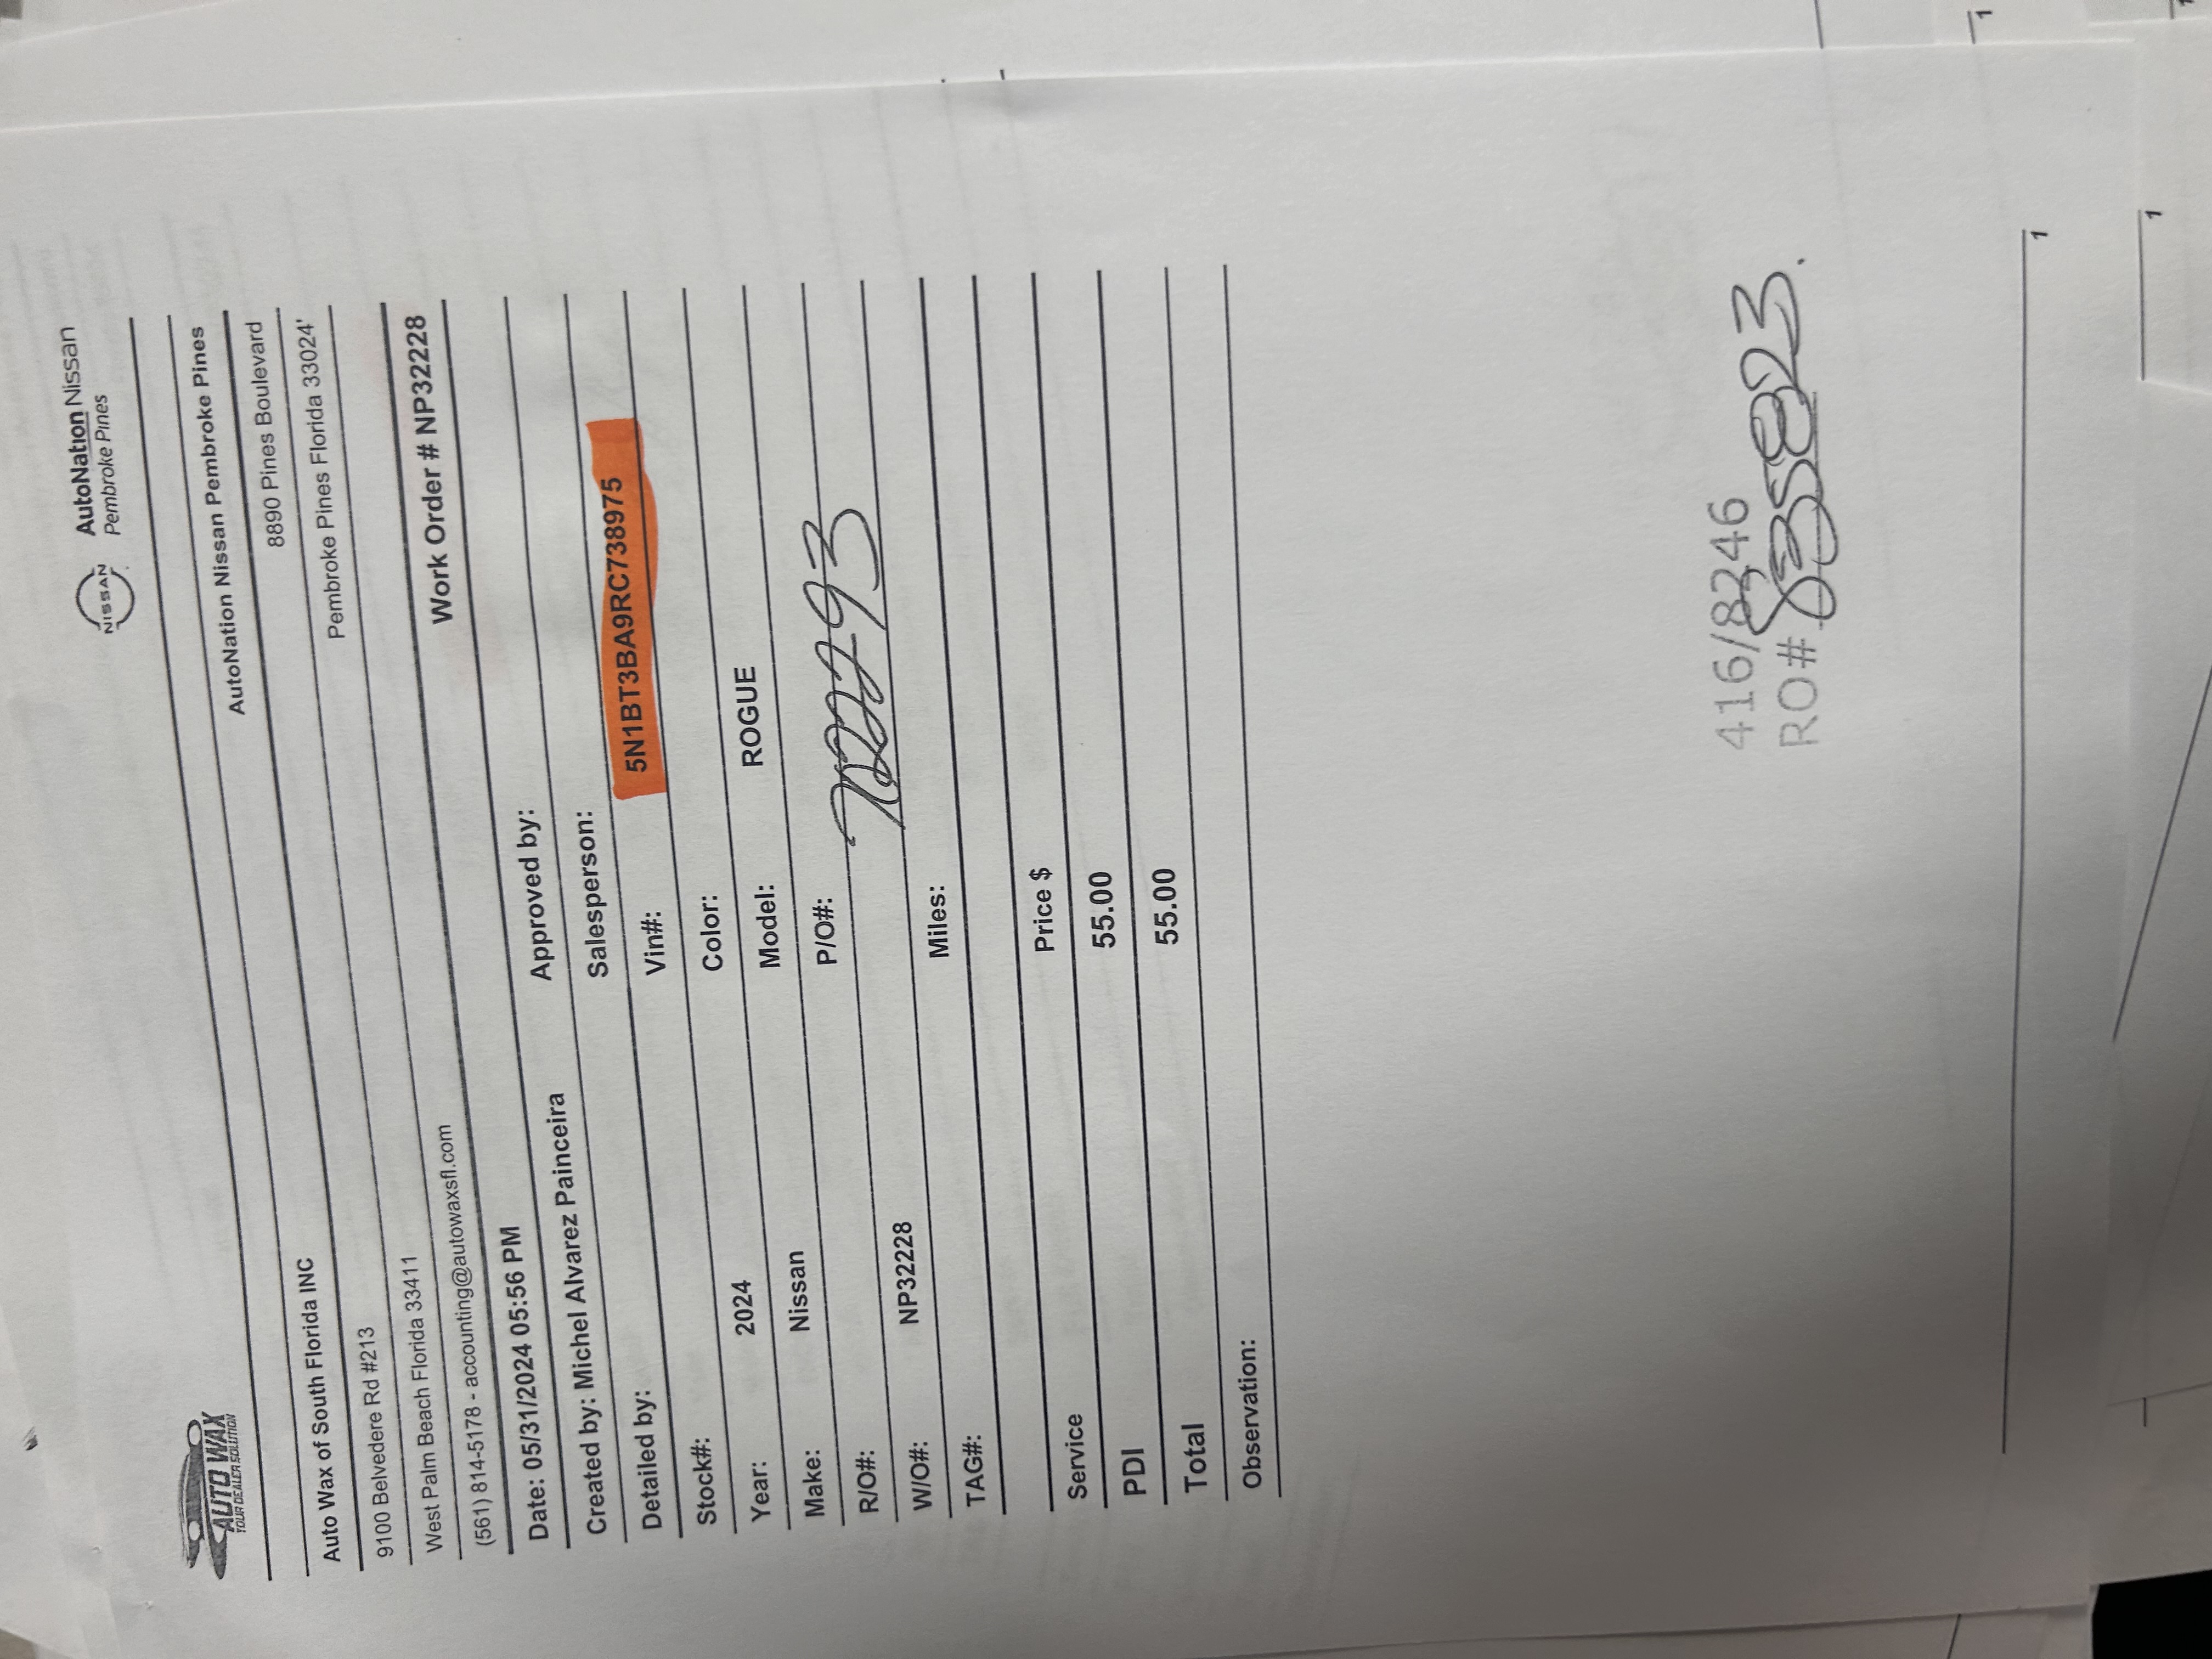 AUTO WAX
YOUR DEALER SOLUTION
NISSAN
AutoNation Nissan
Pembroke Pines
Auto Wax of South Florida INC
AutoNation Nissan Pembroke Pines
9100 Belvedere Rd #213
8890 Pines Boulevard
West Palm Beach Florida 33411
Pembroke Pines Florida 33024'
(561) 814-5178 - accounting@autowaxsfl.com
Work Order # NP32228
Date: 05/31/2024 05:56 PM
Approved by:
Created by: Michel Alvarez Painceira
Salesperson:
Detailed by:
Vin#: 5N1BT3BA9RC738975
Stock#:
Color:
Year: 2024
Model: ROGUE
Make: Nissan
P/O#:
R/O#:
W/O#: NP32228
Miles:
TAG#:
Service Price $
PDI 55.00
Total 55.00
Observation:
416/8246
RO#
1
1
1